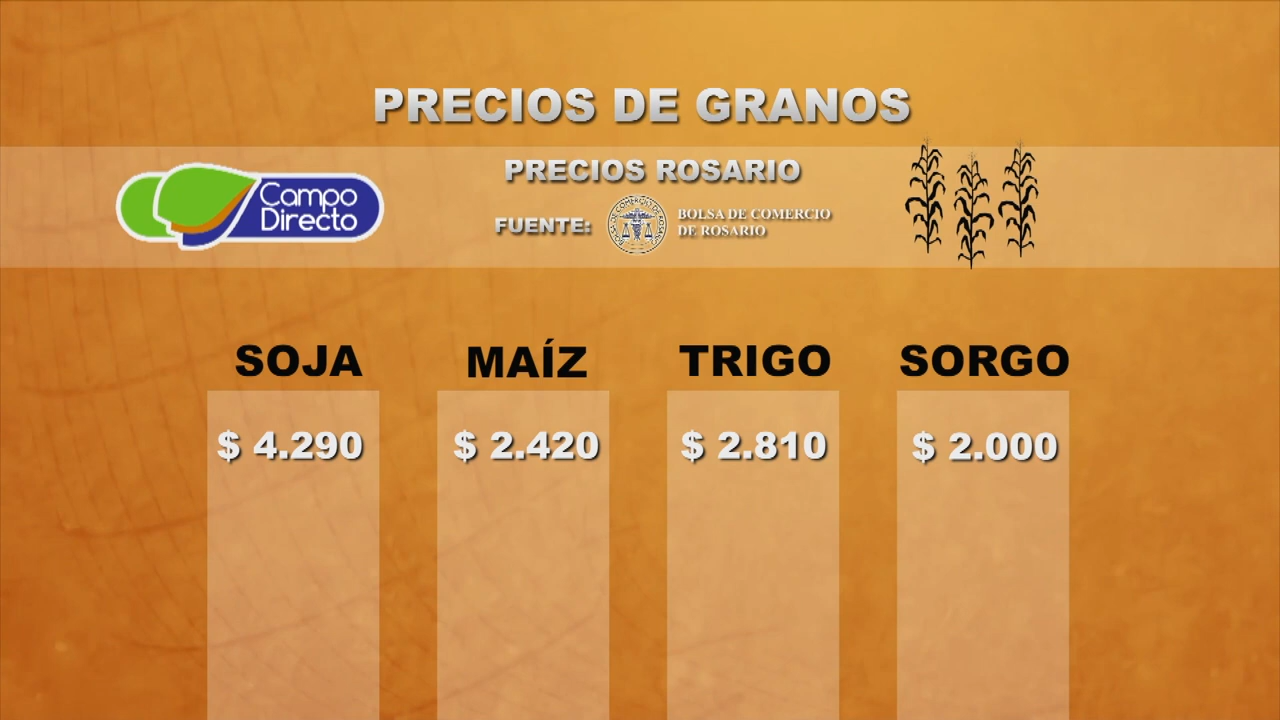 PRECIOS DE GRANOS
PRECIOS ROSARIO
Campo
Directo
FUENTE:
BOLSA DE COMERCIO
DE ROSARIO
SOJA
MAÍZ
TRIGO
SORGO
$ 4.290
$ 2.420
$ 2.810
$ 2.000